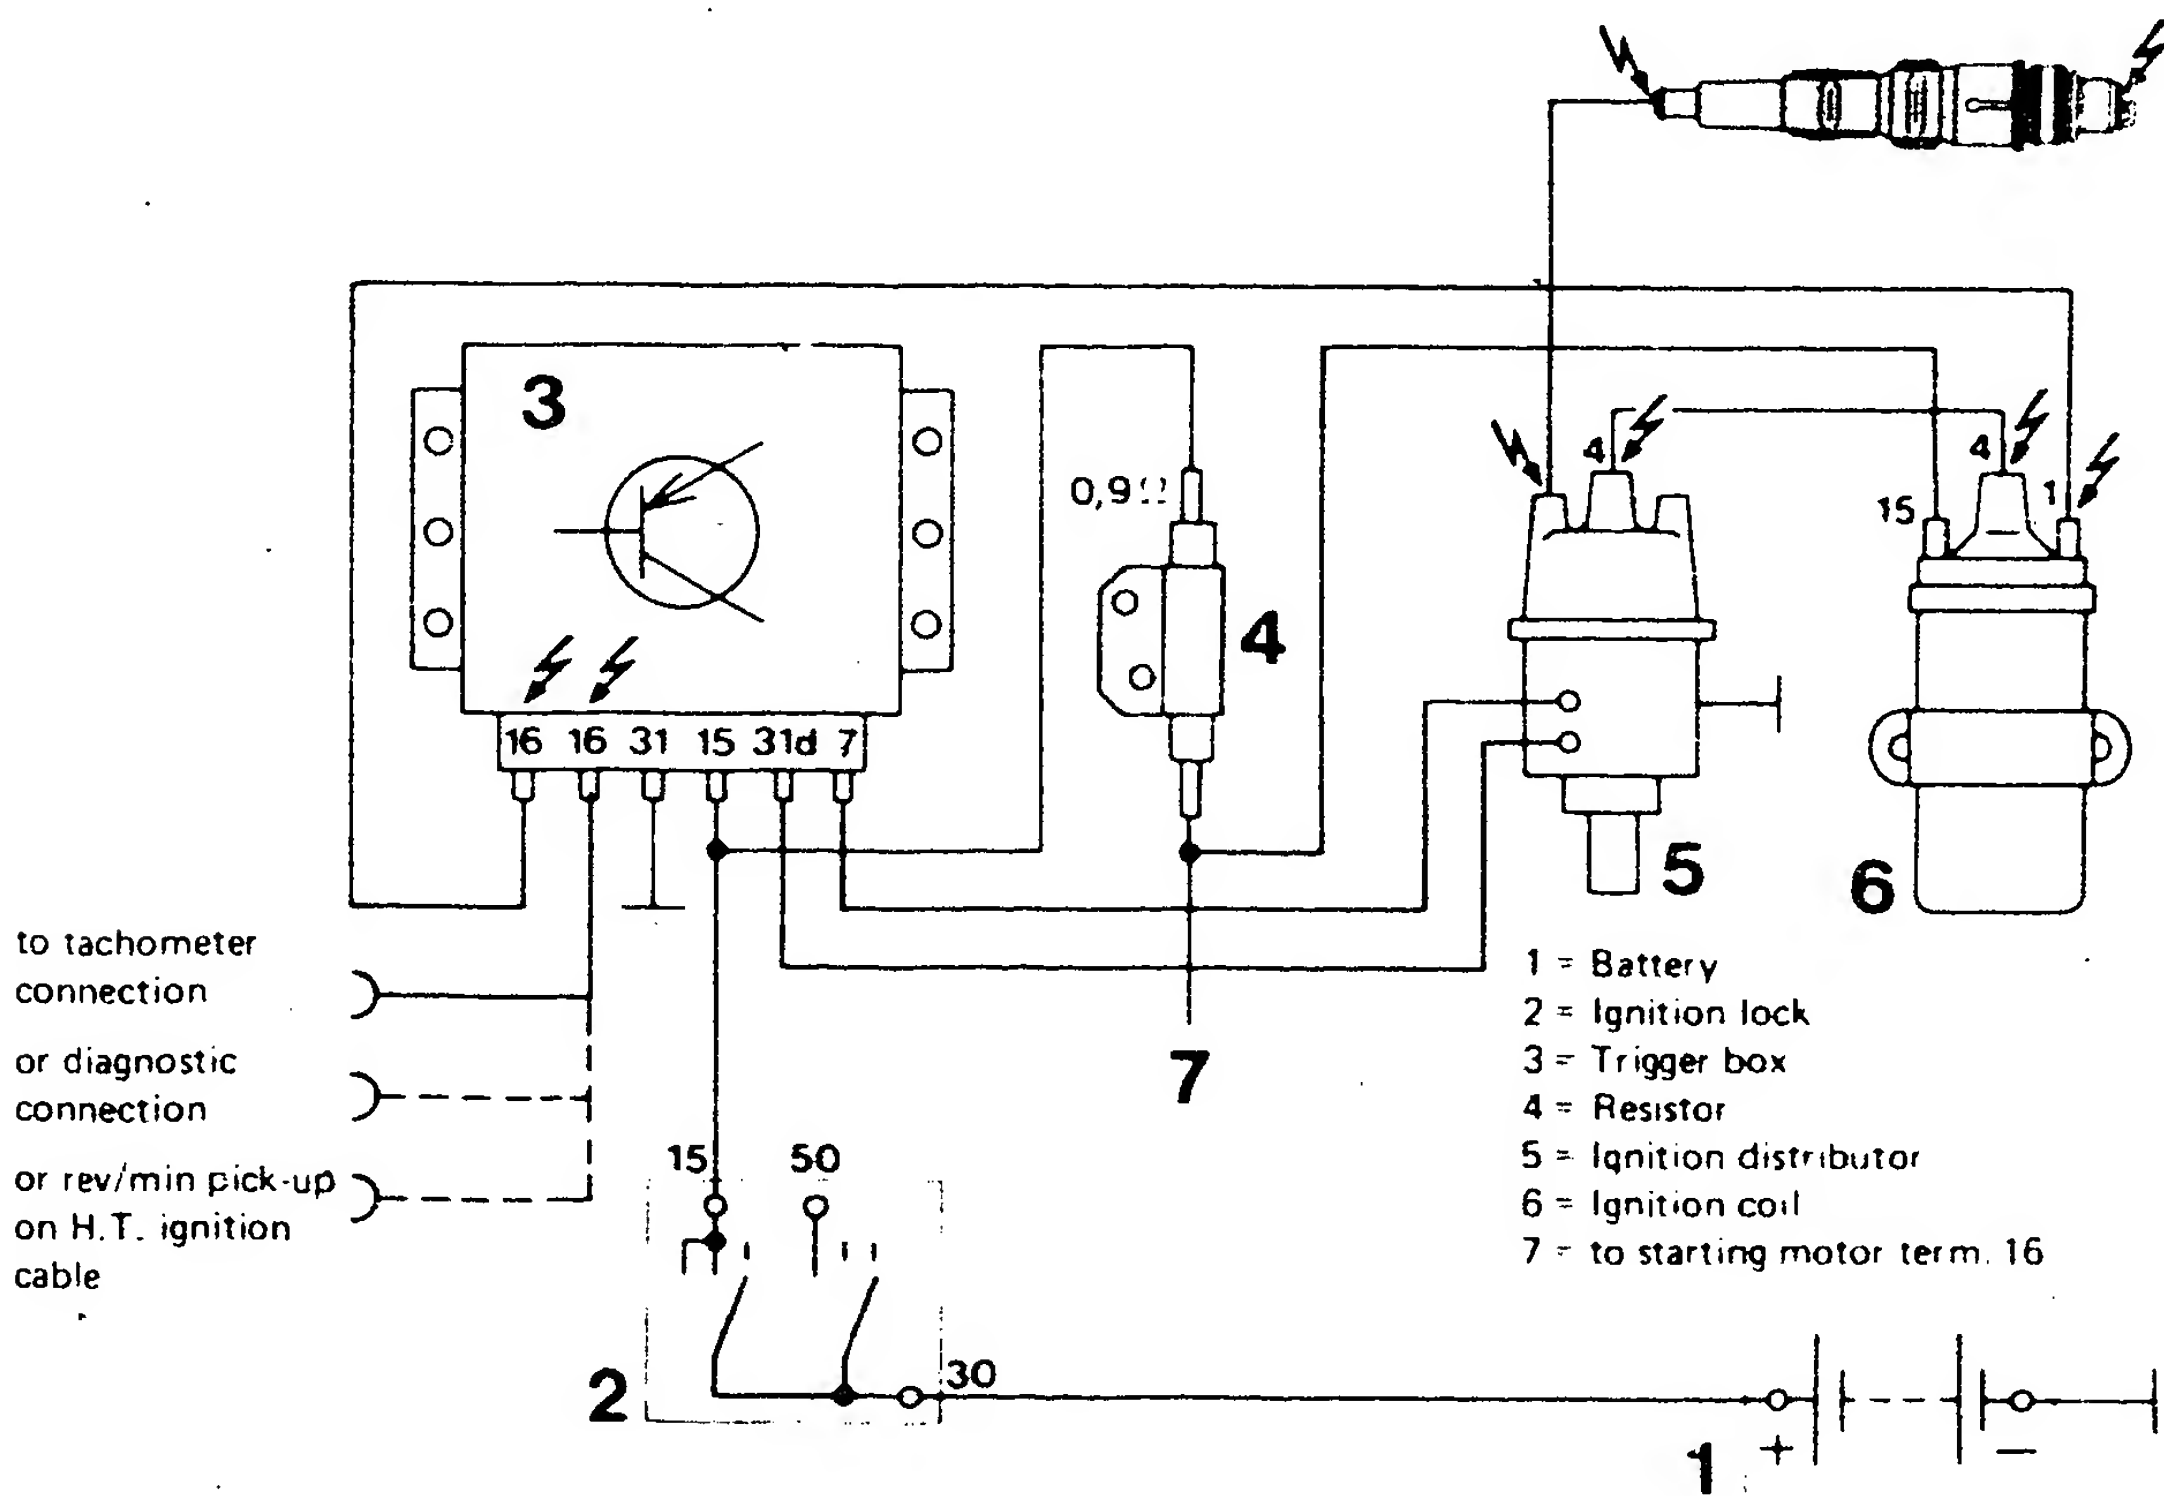 4
4
15
1
3
0,9Ω
4
16 16 31 15 31d 7
5
6
7
to tachometer
connection
or diagnostic
connection
or rev/min pick-up
on H.T. ignition
cable
1 = Battery
2 = Ignition lock
3 = Trigger box
4 = Resistor
5 = Ignition distributor
6 = Ignition coil
7 = to starting motor term. 16
15 50
2
30
1
+ −